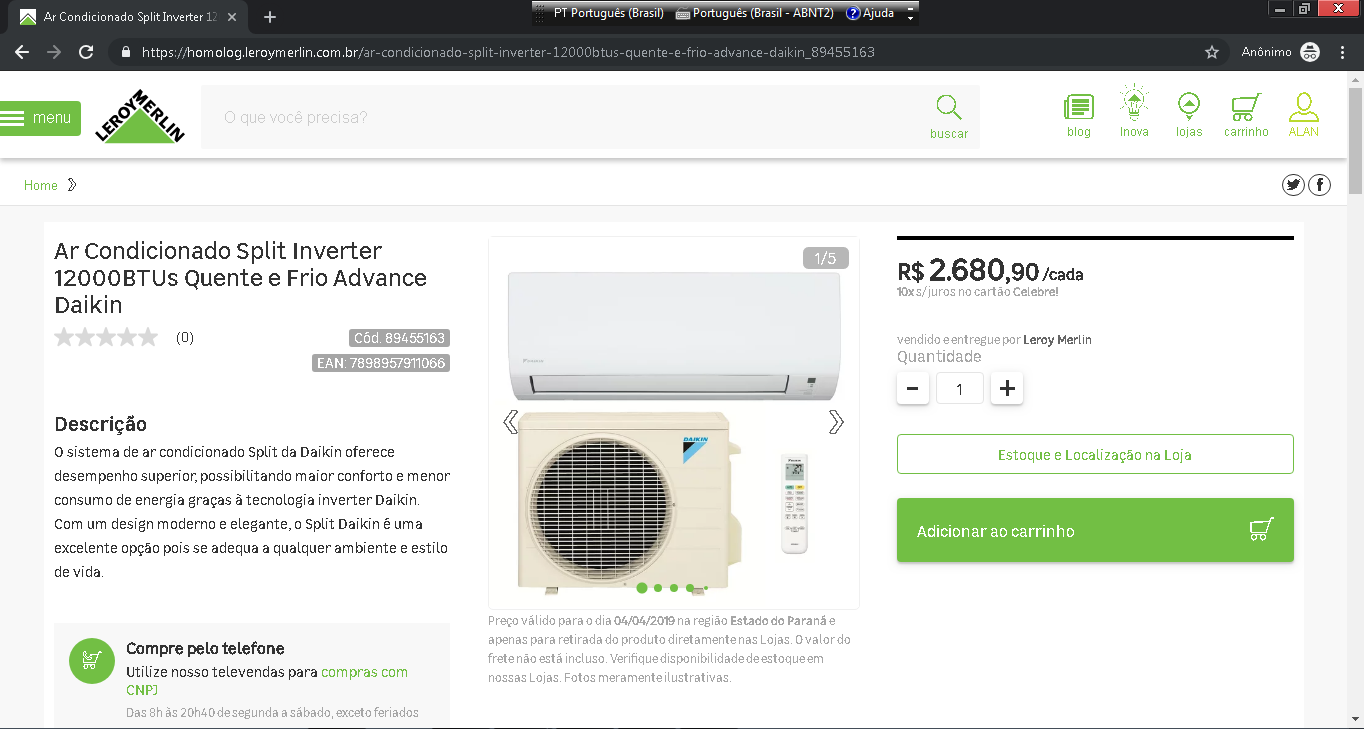 Ar Condicionado Split Inverter 12
PT Português (Brasil) Português (Brasil - ABNT2) Ajuda
https://homolog.leroymerlin.com.br/ar-condicionado-split-inverter-12000btus-quente-e-frio-advance-daikin_89455163
Anônimo
menu
LEROY MERLIN
O que você precisa?
buscar
blog
Inova
lojas
carrinho
ALAN
Home
Ar Condicionado Split Inverter
12000BTUs Quente e Frio Advance
Daikin
(0)
Cód. 89455163
EAN: 7898957911066
Descrição
O sistema de ar condicionado Split da Daikin oferece
desempenho superior, possibilitando maior conforto e menor
consumo de energia graças à tecnologia inverter Daikin.
Com um design moderno e elegante, o Split Daikin é uma
excelente opção pois se adequa a qualquer ambiente e estilo
de vida.
Compre pelo telefone
Utilize nosso televendas para compras com
CNPJ
Das 8h às 20h40 de segunda a sábado, exceto feriados
1/5
DAIKIN
Preço válido para o dia 04/04/2019 na região Estado do Paraná e
apenas para retirada do produto diretamente nas Lojas. O valor do
frete não está incluso. Verifique disponibilidade de estoque em
nossas Lojas. Fotos meramente ilustrativas.
R$ 2.680,90 /cada
10x s/juros no cartão Celebre!
vendido e entregue por Leroy Merlin
Quantidade
- 1 +
Estoque e Localização na Loja
Adicionar ao carrinho